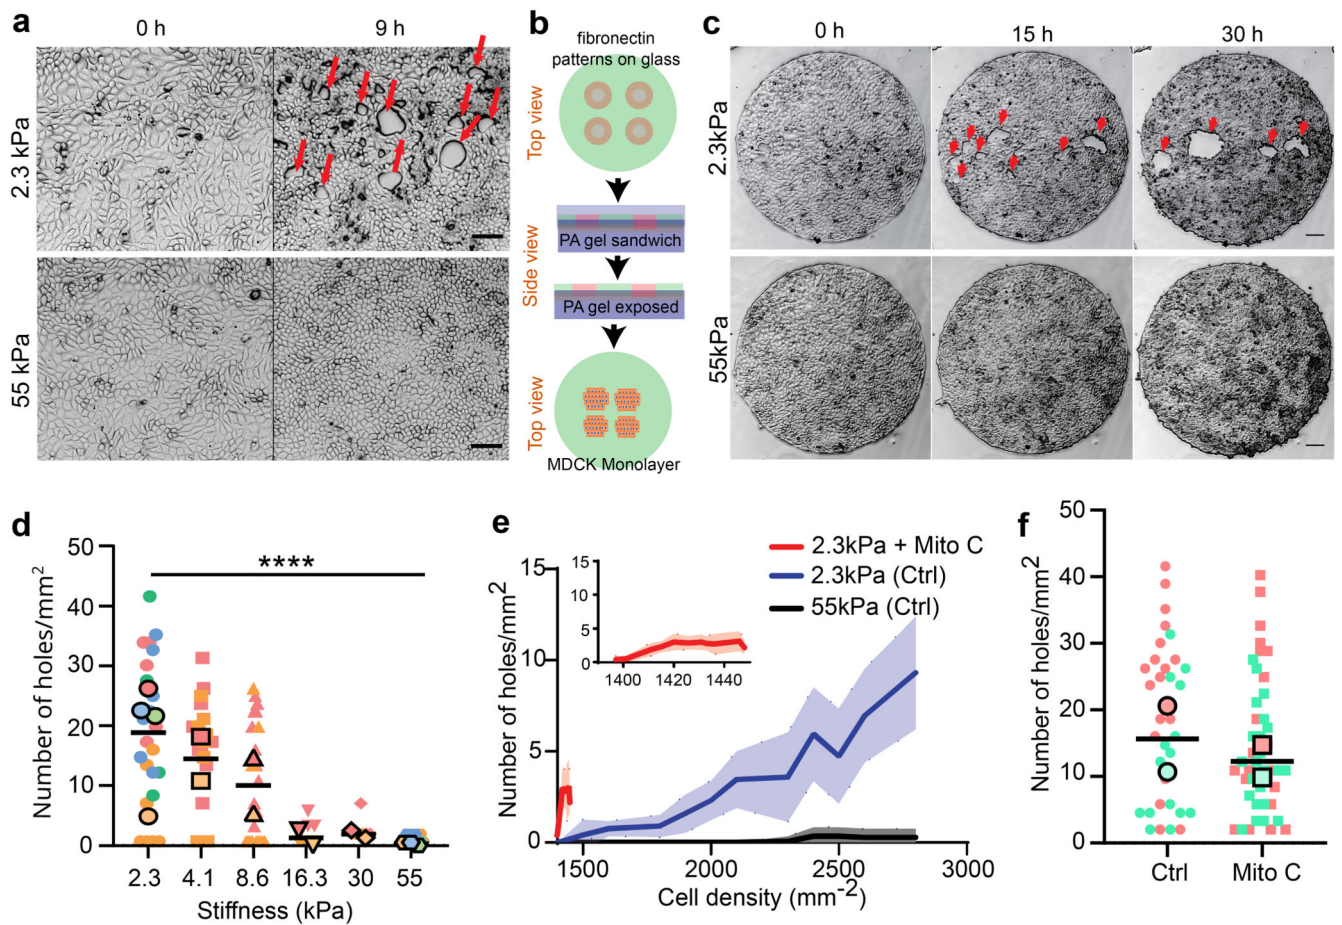 a
0 h
9 h
2.3 kPa
55 kPa
b
fibronectin
patterns on glass
Top view
PA gel sandwich
Side view
PA gel exposed
Top view
MDCK Monolayer
c
0 h
15 h
30 h
2.3kPa
55kPa
d
****
Number of holes/mm²
50
40
30
20
10
0
2.3
4.1
8.6
16.3
30
55
Stiffness (kPa)
e
2.3kPa + Mito C
2.3kPa (Ctrl)
55kPa (Ctrl)
Number of holes/mm²
15
10
5
0
15
10
5
0
1400
1420
1440
1500
2000
2500
3000
Cell density (mm⁻²)
f
Number of holes/mm²
50
40
30
20
10
0
Ctrl
Mito C